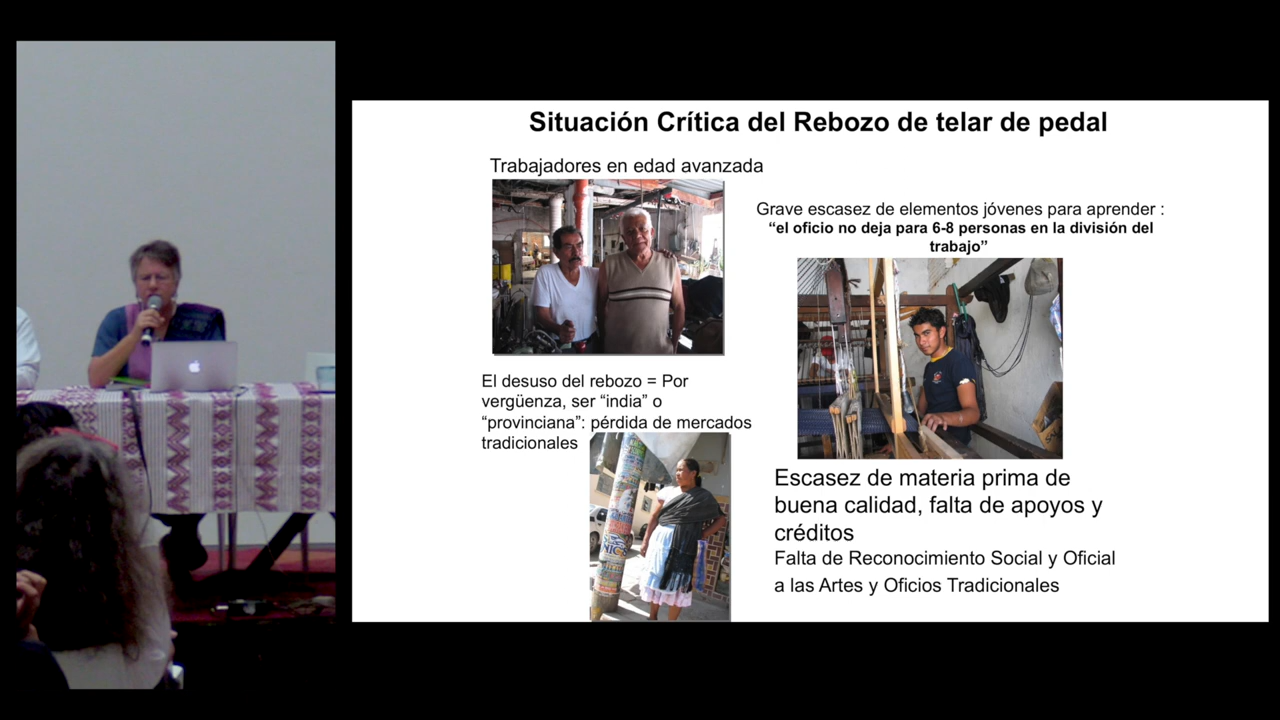 Situación Crítica del Rebozo de telar de pedal
Trabajadores en edad avanzada
Grave escasez de elementos jóvenes para aprender :
“el oficio no deja para 6-8 personas en la división del
trabajo”
El desuso del rebozo = Por
vergüenza, ser “india” o
“provinciana”: pérdida de mercados
tradicionales
Escasez de materia prima de
buena calidad, falta de apoyos y
créditos
Falta de Reconocimiento Social y Oficial
a las Artes y Oficios Tradicionales